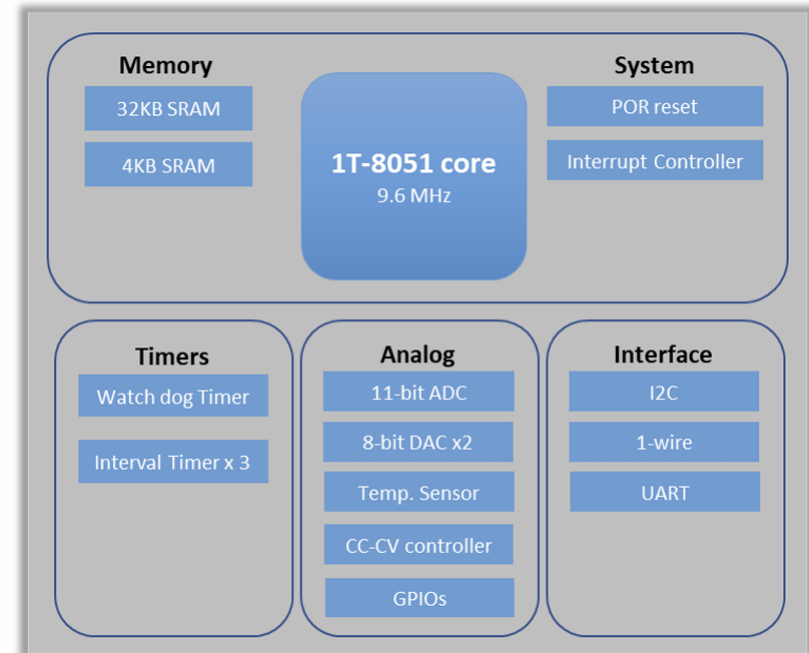 Memory
32KB SRAM
4KB SRAM
1T-8051 core
9.6 MHz
System
POR reset
Interrupt Controller
Timers
Watch dog Timer
Interval Timer x 3
Analog
11-bit ADC
8-bit DAC x2
Temp. Sensor
CC-CV controller
GPIOs
Interface
I2C
1-wire
UART